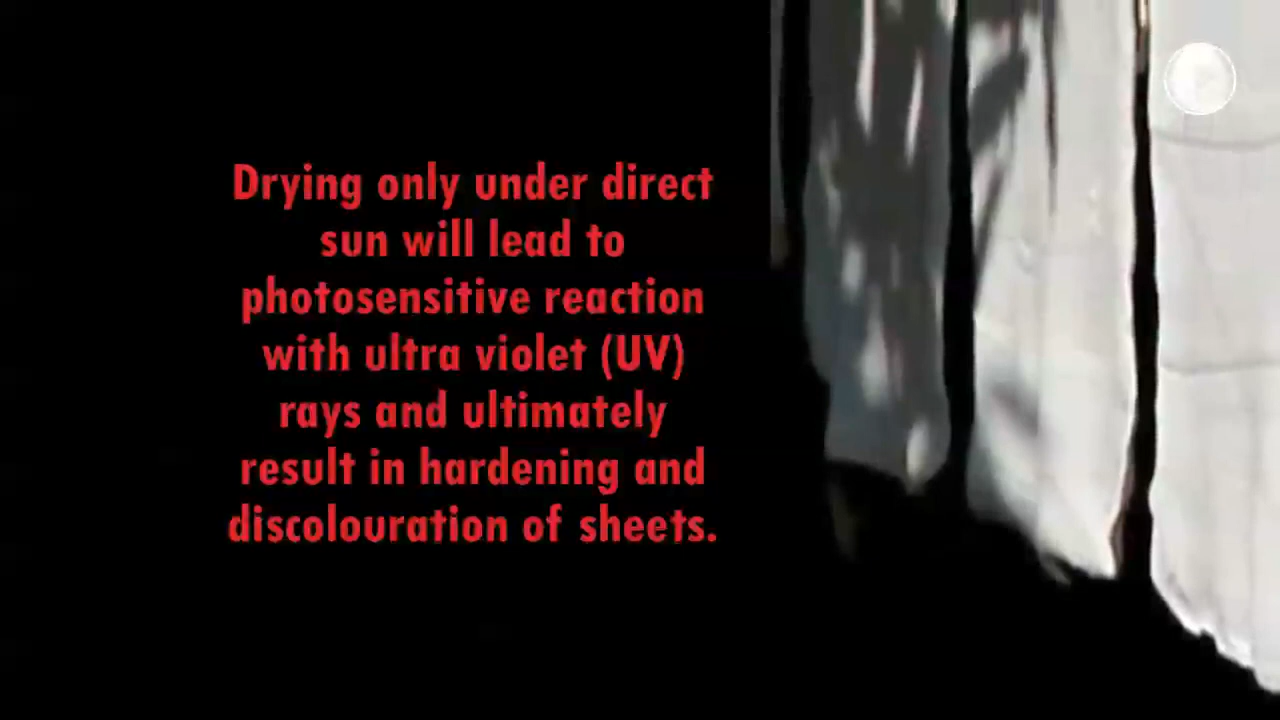 Drying only under direct
sun will lead to
photosensitive reaction
with ultra violet (UV)
rays and ultimately
result in hardening and
discolouration of sheets.